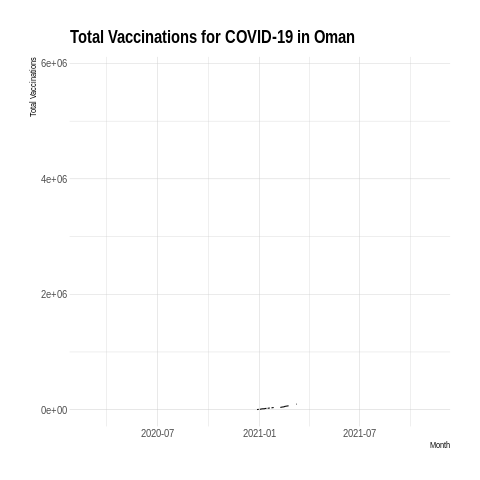 Total Vaccinations for COVID-19 in Oman
Total Vaccinations
6e+06
4e+06
2e+06
0e+00
2020-07 2021-01 2021-07
Month